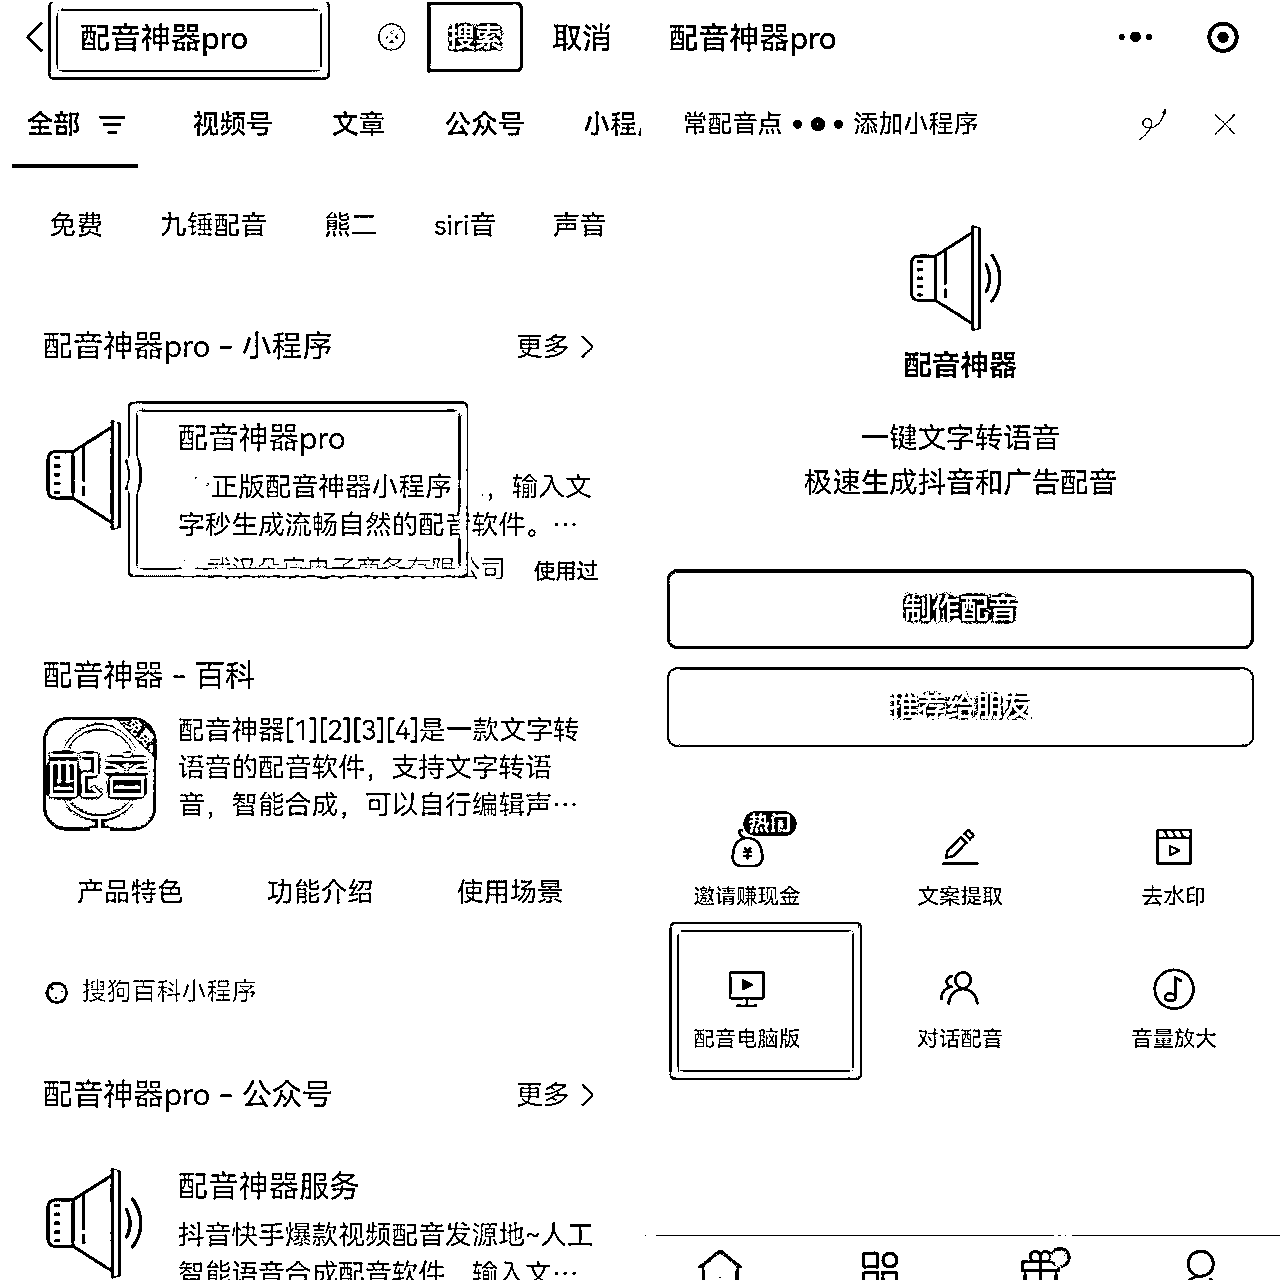 配音神器pro
搜索
取消
全部
视频号
文章
公众号
小程
免费
九锤配音
熊二
siri音
声音
配音神器pro - 小程序
更多
配音神器pro
正版配音神器小程序，输入文
字秒生成流畅自然的配音软件。…
公司
使用过
配音神器 - 百科
配音
配音神器[1][2][3][4]是一款文字转
语音的配音软件，支持文字转语
音，智能合成，可以自行编辑声…
产品特色
功能介绍
使用场景
搜狗百科小程序
配音神器pro - 公众号
更多
配音神器服务
抖音快手爆款视频配音发源地~人工
智能语音合成配音软件，输入文…
配音神器pro
常配音点
添加小程序
配音神器
一键文字转语音
极速生成抖音和广告配音
制作配音
推荐给朋友
热门
邀请赚现金
文案提取
去水印
配音电脑版
对话配音
音量放大